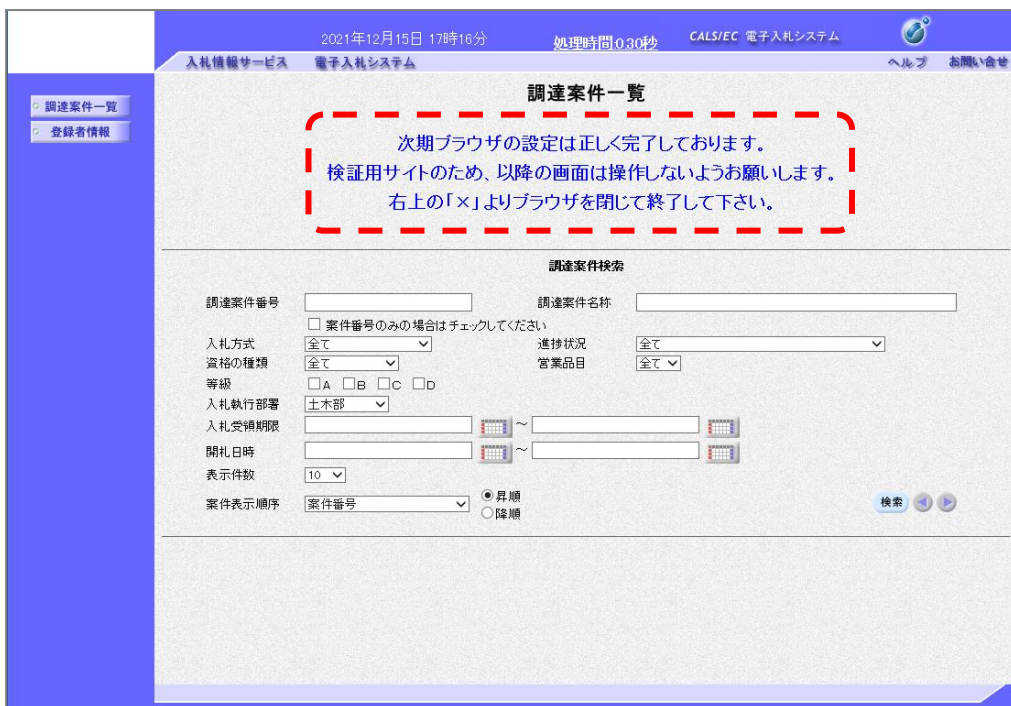 2021年12月15日 17時16分
処理時間:0.30秒
CALS/EC 電子入札システム
入札情報サービス 電子入札システム
ヘルプ お問い合せ
調達案件一覧
登録者情報
調達案件一覧
次期ブラウザの設定は正しく完了しております。
検証用サイトのため、以降の画面は操作しないようお願いします。
右上の「×」よりブラウザを閉じて終了して下さい。
調達案件検索
調達案件番号 調達案件名称
案件番号のみの場合はチェックしてください
入札方式 全て 進捗状況 全て
資格の種類 全て 営業品目 全て
等級 A B C D
入札執行部署 土木部
入札受領期限 ～
開札日時 ～
表示件数 10
案件表示順序 案件番号 昇順
降順
検索